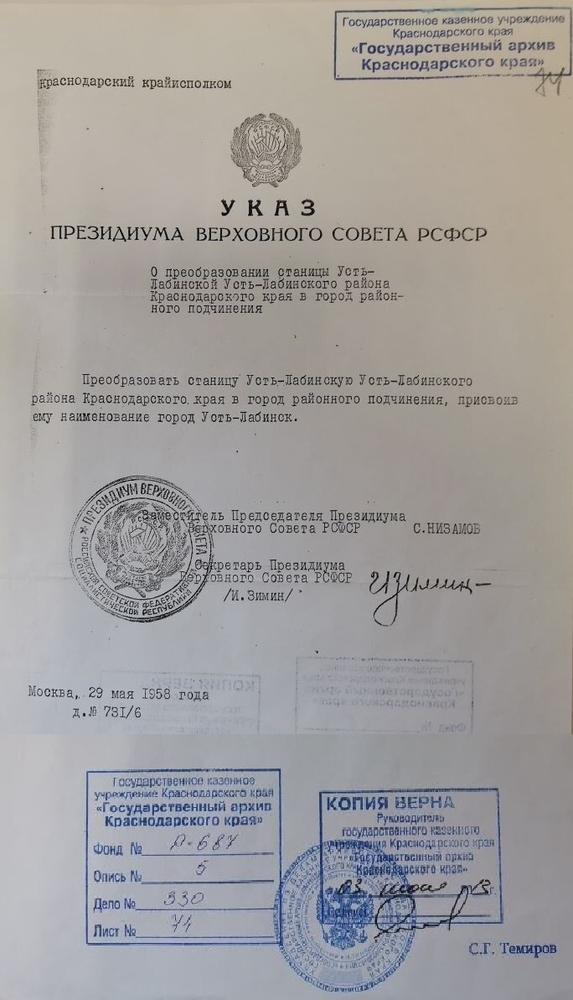 Государственное казенное учреждение
Краснодарского края
«Государственный архив
Краснодарского края»
74
Краснодарский крайисполком
УКАЗ
ПРЕЗИДИУМА ВЕРХОВНОГО СОВЕТА РСФСР
О преобразовании станицы Усть-
Лабинской Усть-Лабинского района
Краснодарского края в город район-
ного подчинения
Преобразовать станицу Усть-Лабинскую Усть-Лабинского
района Краснодарского края в город районного подчинения, присвоив
ему наименование город Усть-Лабинск.
ПРЕЗИДИУМ ВЕРХОВНОГО СОВЕТА
РОССИЙСКОЙ СОВЕТСКОЙ ФЕДЕРАТИВНОЙ
СОЦИАЛИСТИЧЕСКОЙ РЕСПУБЛИКИ
Заместитель Председателя Президиума
Верховного Совета РСФСР С.НИЗАМОВ
Секретарь Президиума
Верховного Совета РСФСР
/И.Зимин/ ИЗимин
Москва, 29 мая 1958 года
д.№ 731/6
Государственное казенное
учреждение Краснодарского края
«Государственный архив
Краснодарского края»
Фонд № Р-687
Опись № 5
Дело № 330
Лист № 74
КОПИЯ ВЕРНА
Руководитель
государственного казенного
учреждения Краснодарского края
«Государственный архив
Краснодарского края»
03 13 г.
Подпись
С.Г. Темиров